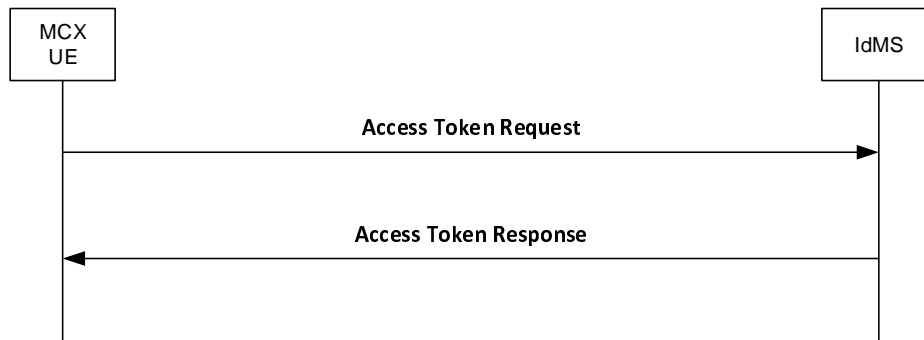 MCX
UE
IdMS
Access Token Request
Access Token Response